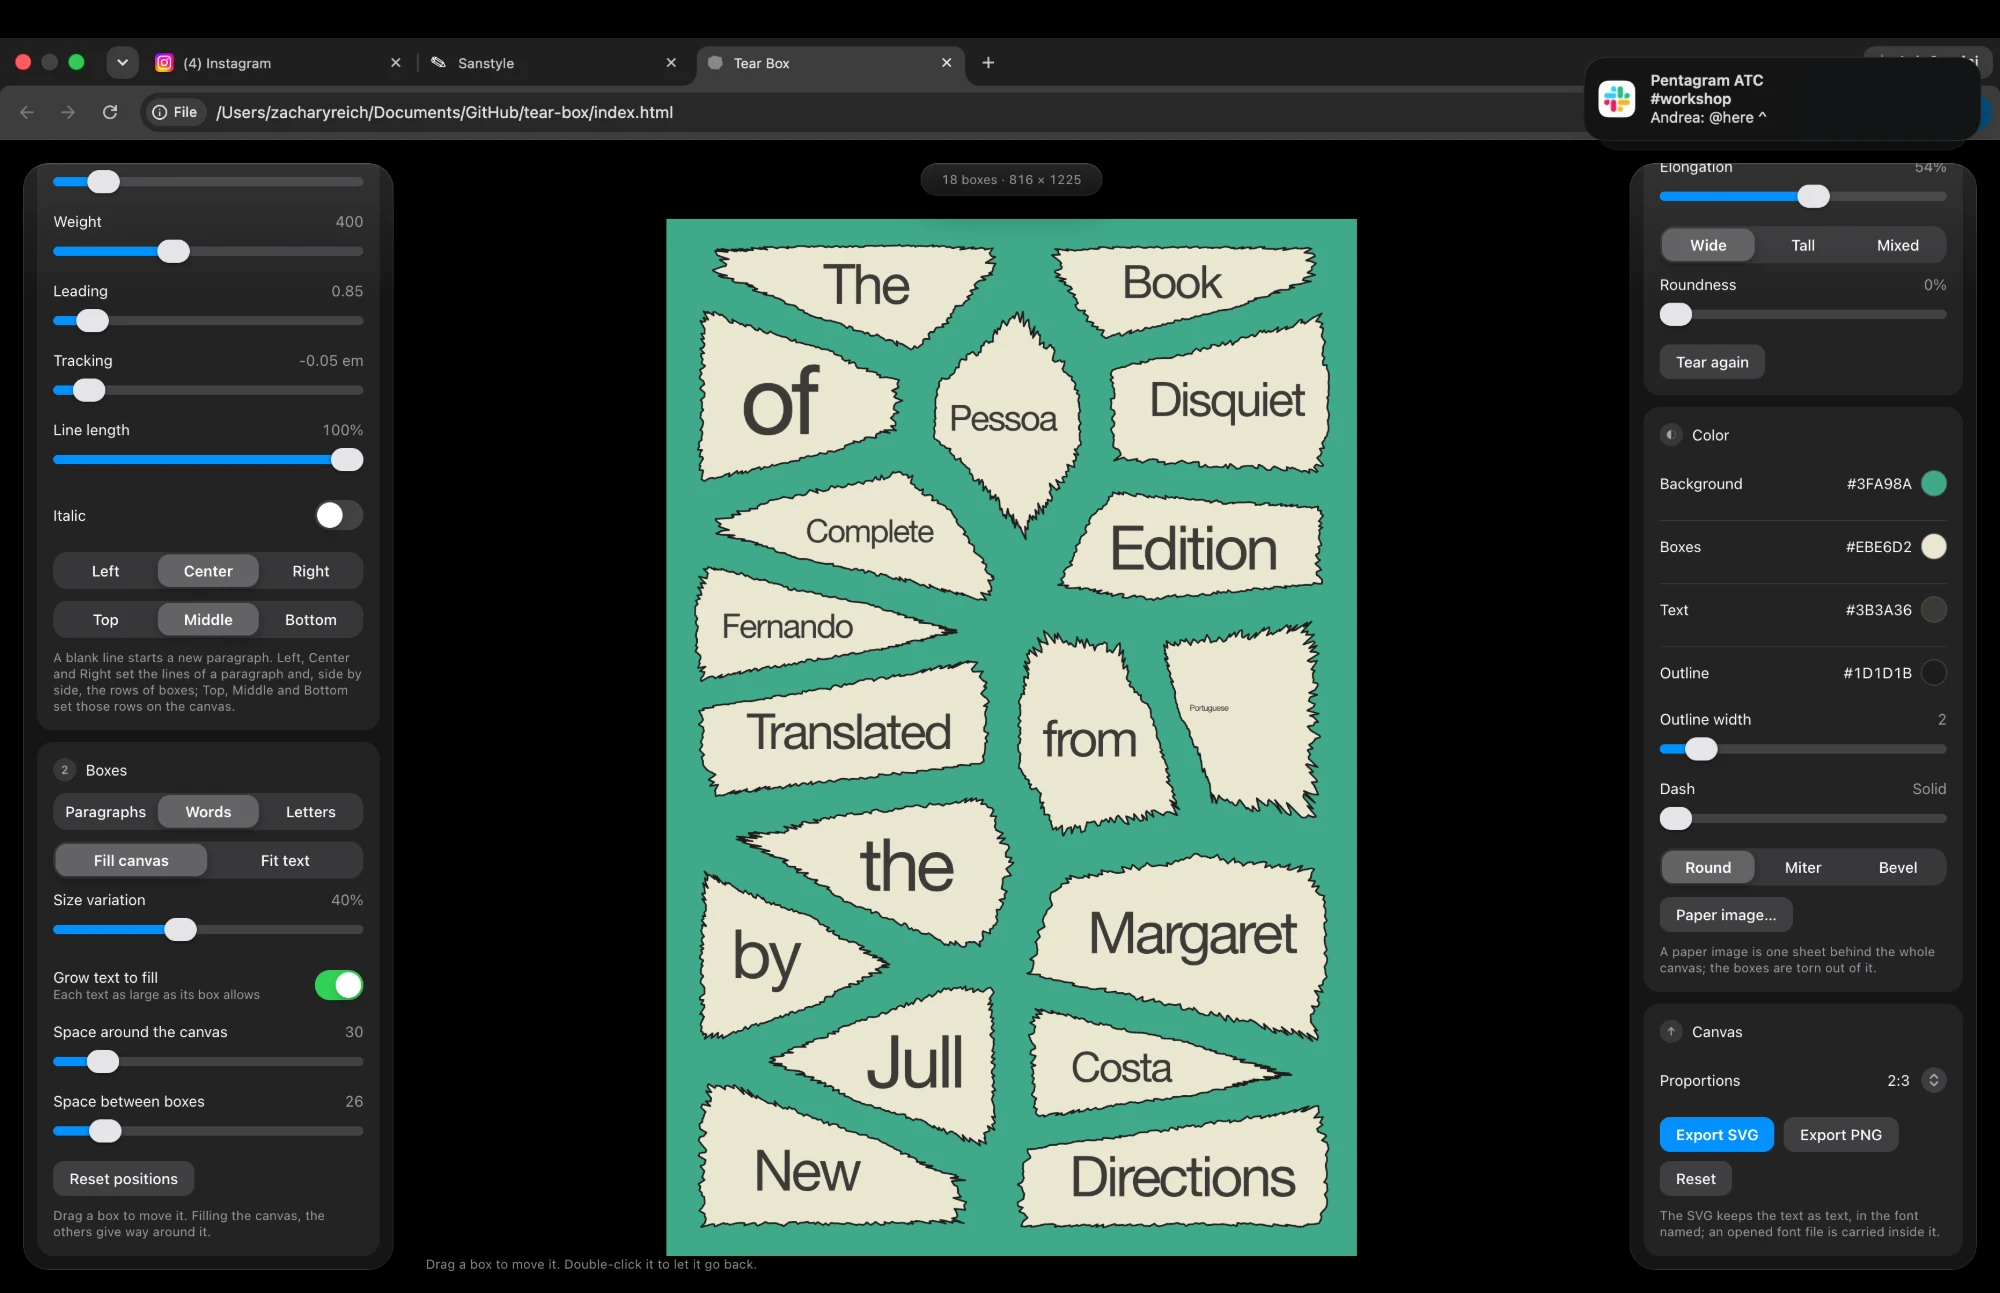 (4) Instagram
Sanstyle
Tear Box
File
/Users/zacharyreich/Documents/GitHub/tear-box/index.html
Pentagram ATC
#workshop
Andrea: @here ^
Weight 400
Leading 0.85
Tracking -0.05 em
Line length 100%
Italic
Left Center Right
Top Middle Bottom
A blank line starts a new paragraph. Left, Center
and Right set the lines of a paragraph and, side by
side, the rows of boxes; Top, Middle and Bottom
set those rows on the canvas.
2 Boxes
Paragraphs Words Letters
Fill canvas Fit text
Size variation 40%
Grow text to fill
Each text as large as its box allows
Space around the canvas 30
Space between boxes 26
Reset positions
Drag a box to move it. Filling the canvas, the
others give way around it.
18 boxes · 816 × 1225
The
Book
of
Pessoa
Disquiet
Complete
Edition
Fernando
Translated
from
Portuguese
the
by
Margaret
Jull
Costa
New
Directions
Drag a box to move it. Double-click it to let it go back.
Elongation 54%
Wide Tall Mixed
Roundness 0%
Tear again
Color
Background #3FA98A
Boxes #EBE6D2
Text #3B3A36
Outline #1D1D1B
Outline width 2
Dash Solid
Round Miter Bevel
Paper image...
A paper image is one sheet behind the whole
canvas; the boxes are torn out of it.
Canvas
Proportions 2:3
Export SVG Export PNG
Reset
The SVG keeps the text as text, in the font
named; an opened font file is carried inside it.